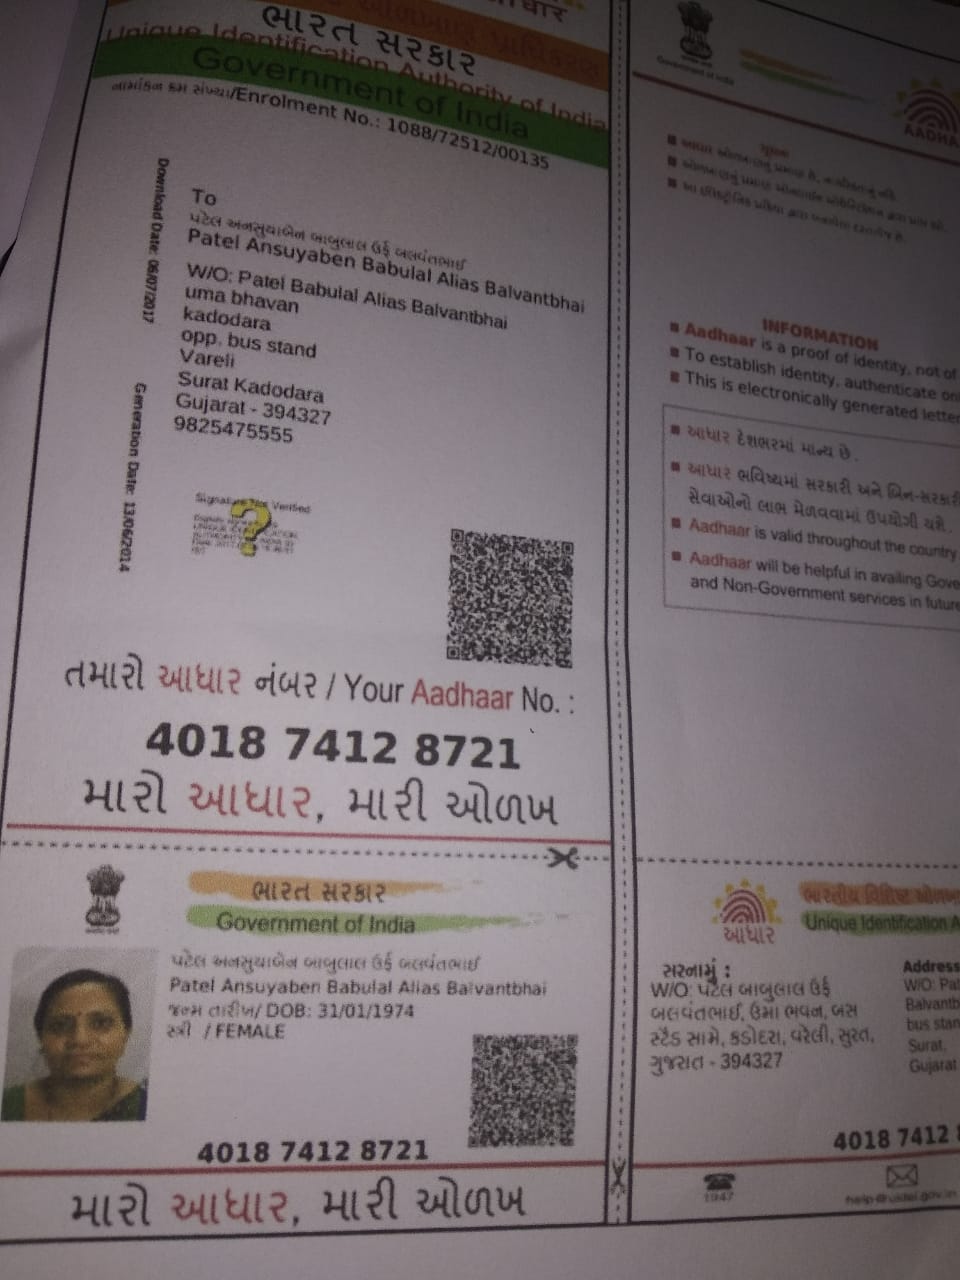 આધાર
ભારત સરકાર
Unique Identification Authority of India
Government of India
નામાંકન ક્રમ સંખ્યા/Enrolment No.: 1088/72512/00135
Download Date: 06/07/2017
Generation Date: 13/06/2014
To
પટેલ અનસુયાબેન બાબુલાલ ઉર્ફે બલવંતભાઈ
Patel Ansuyaben Babulal Alias Balvantbhai
W/O: Patel Babulal Alias Balvantbhai
uma bhavan
kadodara
opp. bus stand
Vareli
Surat Kadodara
Gujarat - 394327
9825475555
Signature Not Verified
તમારો આધાર નંબર / Your Aadhaar No. :
4018 7412 8721
મારો આધાર, મારી ઓળખ
ભારત સરકાર
Government of India
પટેલ અનસુયાબેન બાબુલાલ ઉર્ફે બલવંતભાઈ
Patel Ansuyaben Babulal Alias Balvantbhai
જન્મ તારીખ/ DOB: 31/01/1974
સ્ત્રી / FEMALE
4018 7412 8721
મારો આધાર, મારી ઓળખ
Government of India
AADHA
INFORMATION
Aadhaar is a proof of identity, not of
To establish identity, authenticate on
This is electronically generated letter
આધાર દેશભરમાં માન્ય છે .
આધાર ભવિષ્યમાં સરકારી અને બિન-સરકારી
સેવાઓનો લાભ મેળવવામાં ઉપયોગી થશે .
Aadhaar is valid throughout the country
Aadhaar will be helpful in availing Gove
and Non-Government services in future
આધાર
Unique Identification A
સરનામું :
W/O: પટેલ બાબુલાલ ઉર્ફે
બલવંતભાઈ, ઉમા ભવન, બસ
સ્ટેંડ સામે, કડોદરા, વરેલી, સુરત,
ગુજરાત - 394327
Address
W/O: Pat
Balvantb
bus stan
Surat,
Gujarat
4018 7412 8
1947
help@uidai.gov.in